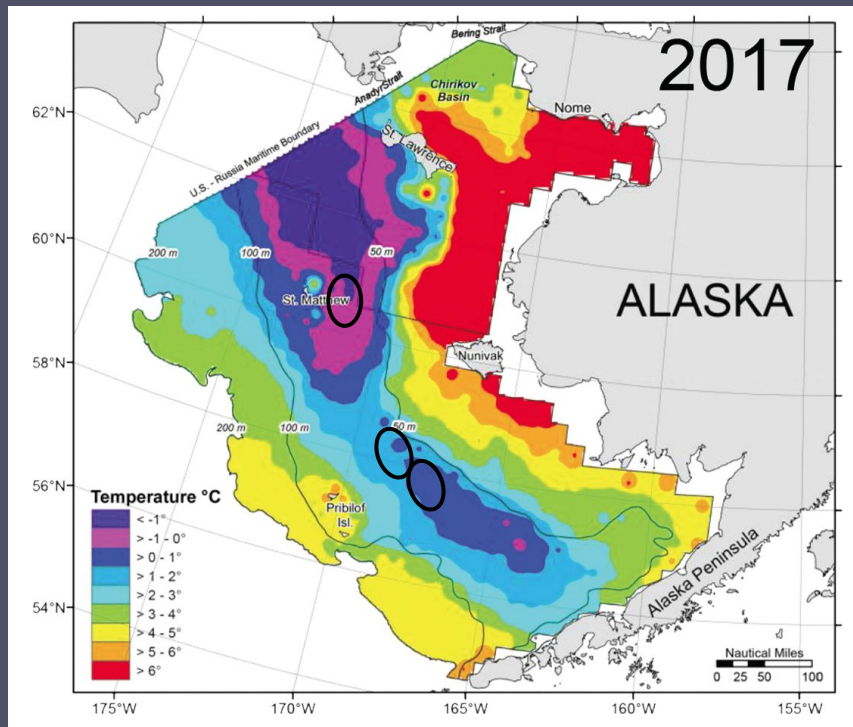 2017
Bering Strait
Anadyr Strait
Chirikov
Basin
Nome
St. Lawrence
U.S. - Russia Maritime Boundary
62°N
60°N
58°N
56°N
54°N
200 m
100 m
50 m
St. Matthew
ALASKA
Nunivak
50 m
200 m
100 m
Pribilof
Isl.
Alaska Peninsula
Temperature °C
< -1°
> -1 - 0°
> 0 - 1°
> 1 - 2°
> 2 - 3°
> 3 - 4°
> 4 - 5°
> 5 - 6°
> 6°
Nautical Miles
0 25 50 100
175°W
170°W
165°W
160°W
155°W